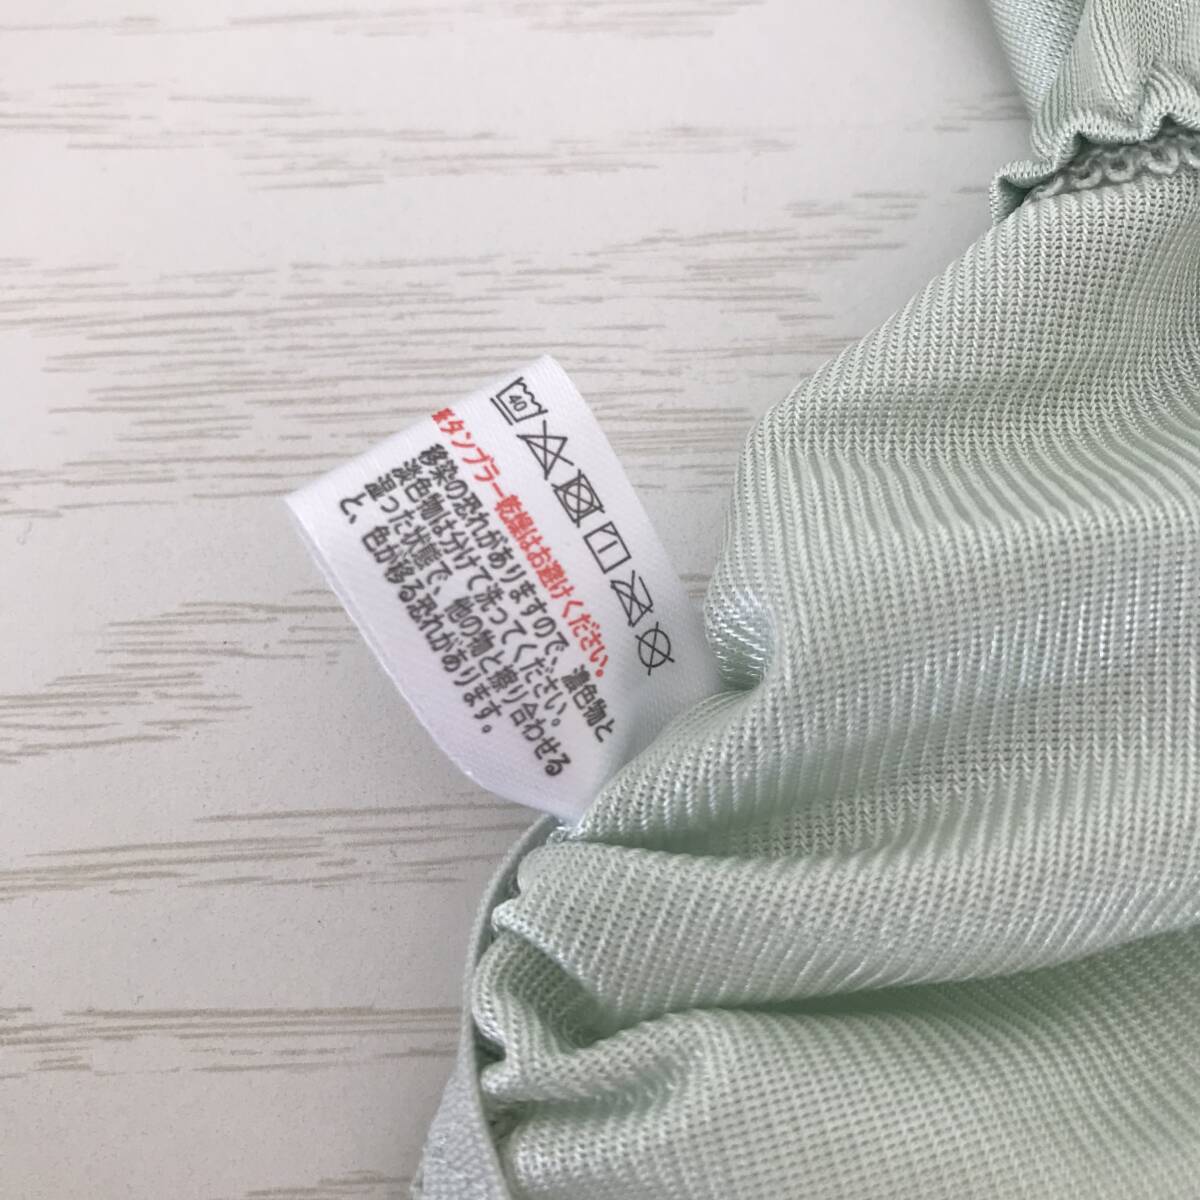 40
※タンブラー乾燥はお避けください。
移染の恐れがありますので、濃色物と
淡色物は分けて洗ってください。
湿った状態で、他の物と擦り合わせる
と、色が移る恐れがあります。